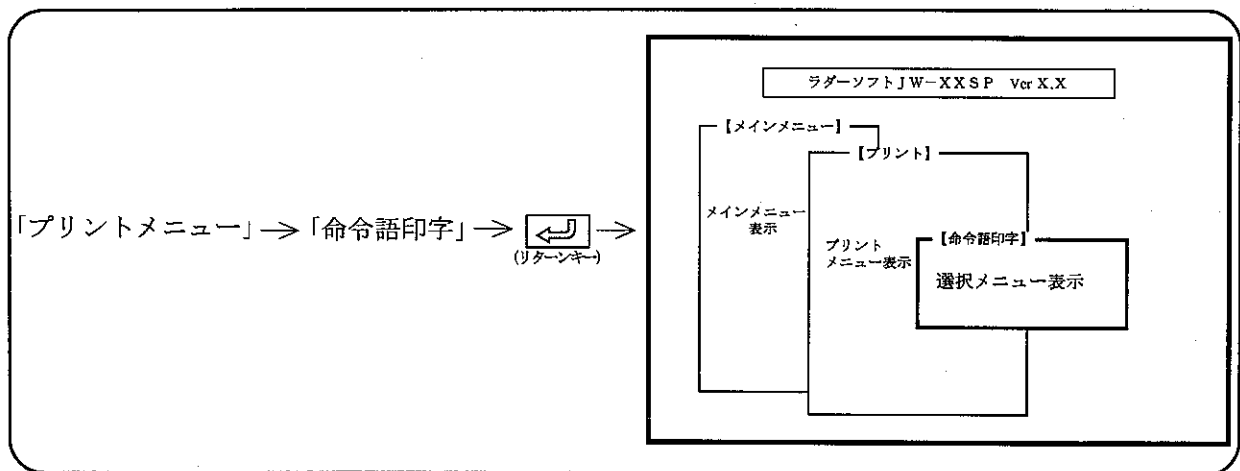 「プリントメニュー」→「命令語印字」→
(リターンキー)
→
ラダーソフトJW-XXSP Ver X.X
【メインメニュー】
【プリント】
メインメニュー
表示
プリント
メニュー表示
【命令語印字】
選択メニュー表示